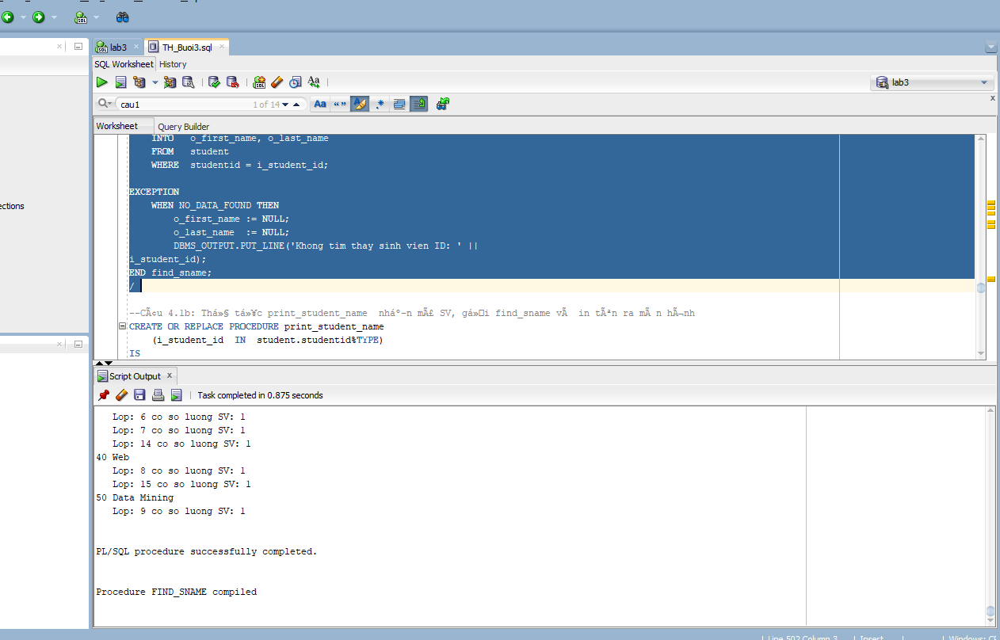 lab3
TH_Buoi3.sql
SQL Worksheet History
lab3
cau1 1 of 14
Worksheet Query Builder
INTO o_first_name, o_last_name
FROM student
WHERE studentid = i_student_id;
EXCEPTION
WHEN NO_DATA_FOUND THEN
o_first_name := NULL;
o_last_name := NULL;
DBMS_OUTPUT.PUT_LINE('Khong tim thay sinh vien ID: ' ||
i_student_id);
END find_sname;
/
--CÃ¢u 4.1b: Thá»§ tá»¥c print_student_name nháº­n mÃ£ SV, gá»i find_sname vÃ in tÃªn ra mÃ n hÃ¬nh
CREATE OR REPLACE PROCEDURE print_student_name
(i_student_id IN student.studentid%TYPE)
IS
ections
Script Output
Task completed in 0.875 seconds
Lop: 6 co so luong SV: 1
Lop: 7 co so luong SV: 1
Lop: 14 co so luong SV: 1
40 Web
Lop: 8 co so luong SV: 1
Lop: 15 co so luong SV: 1
50 Data Mining
Lop: 9 co so luong SV: 1
PL/SQL procedure successfully completed.
Procedure FIND_SNAME compiled
Line 502 Column 3 Insert Windows: C